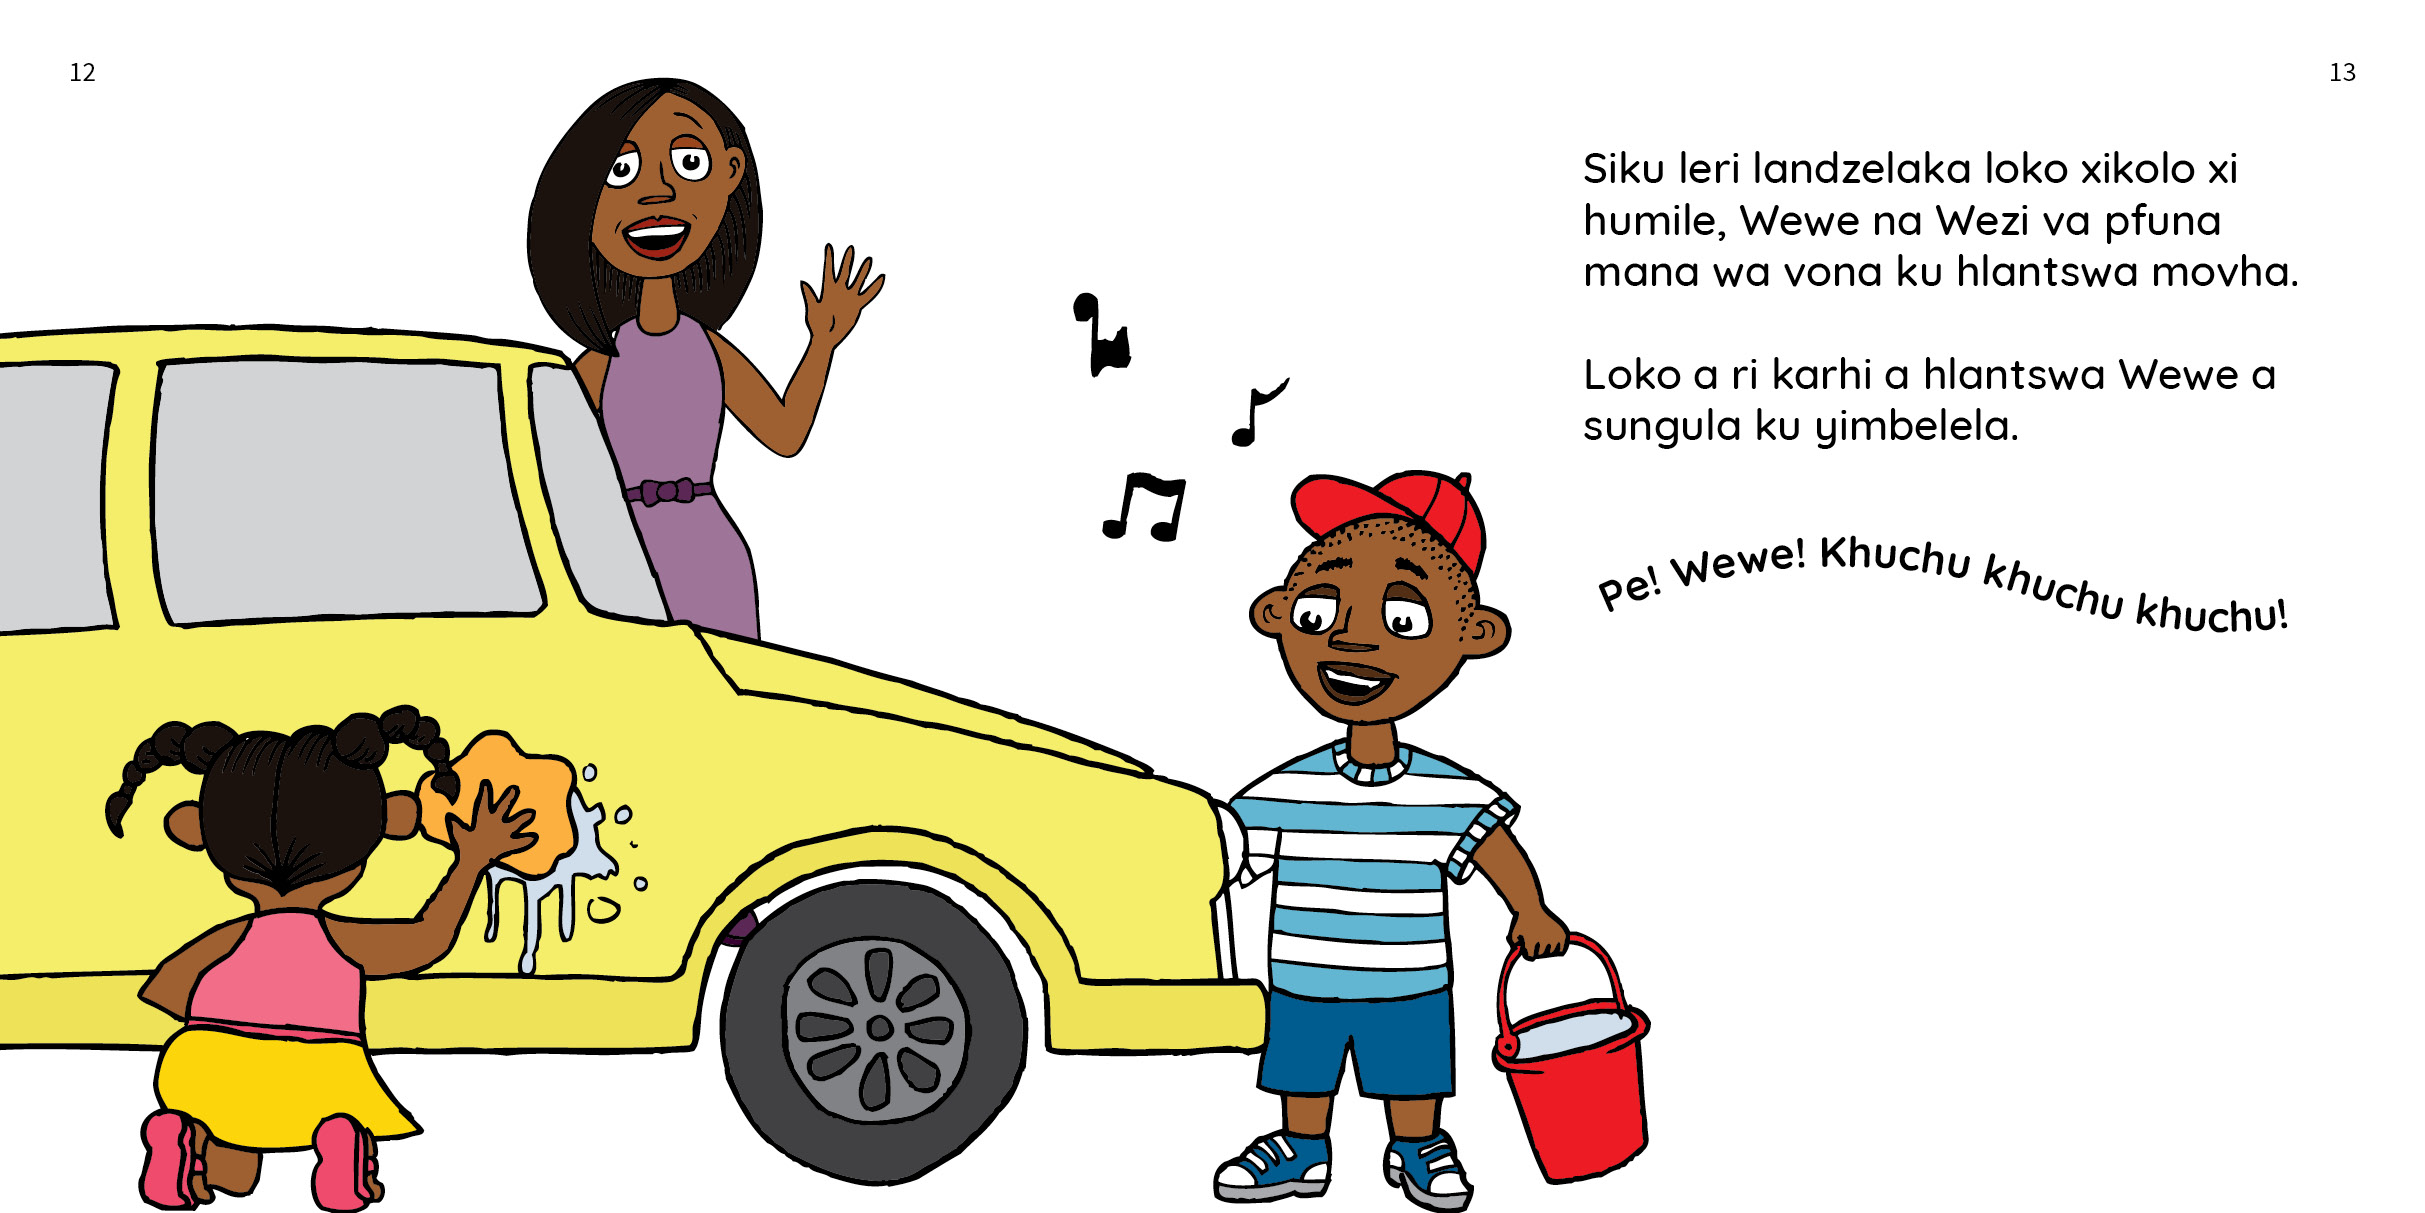 12
13
Siku leri landzelaka loko xikolo xi
humile, Wewe na Wezi va pfuna
mana wa vona ku hlantswa movha.
Loko a ri karhi a hlantswa Wewe a
sungula ku yimbelela.
Pe! Wewe! Khuchu khuchu khuchu!